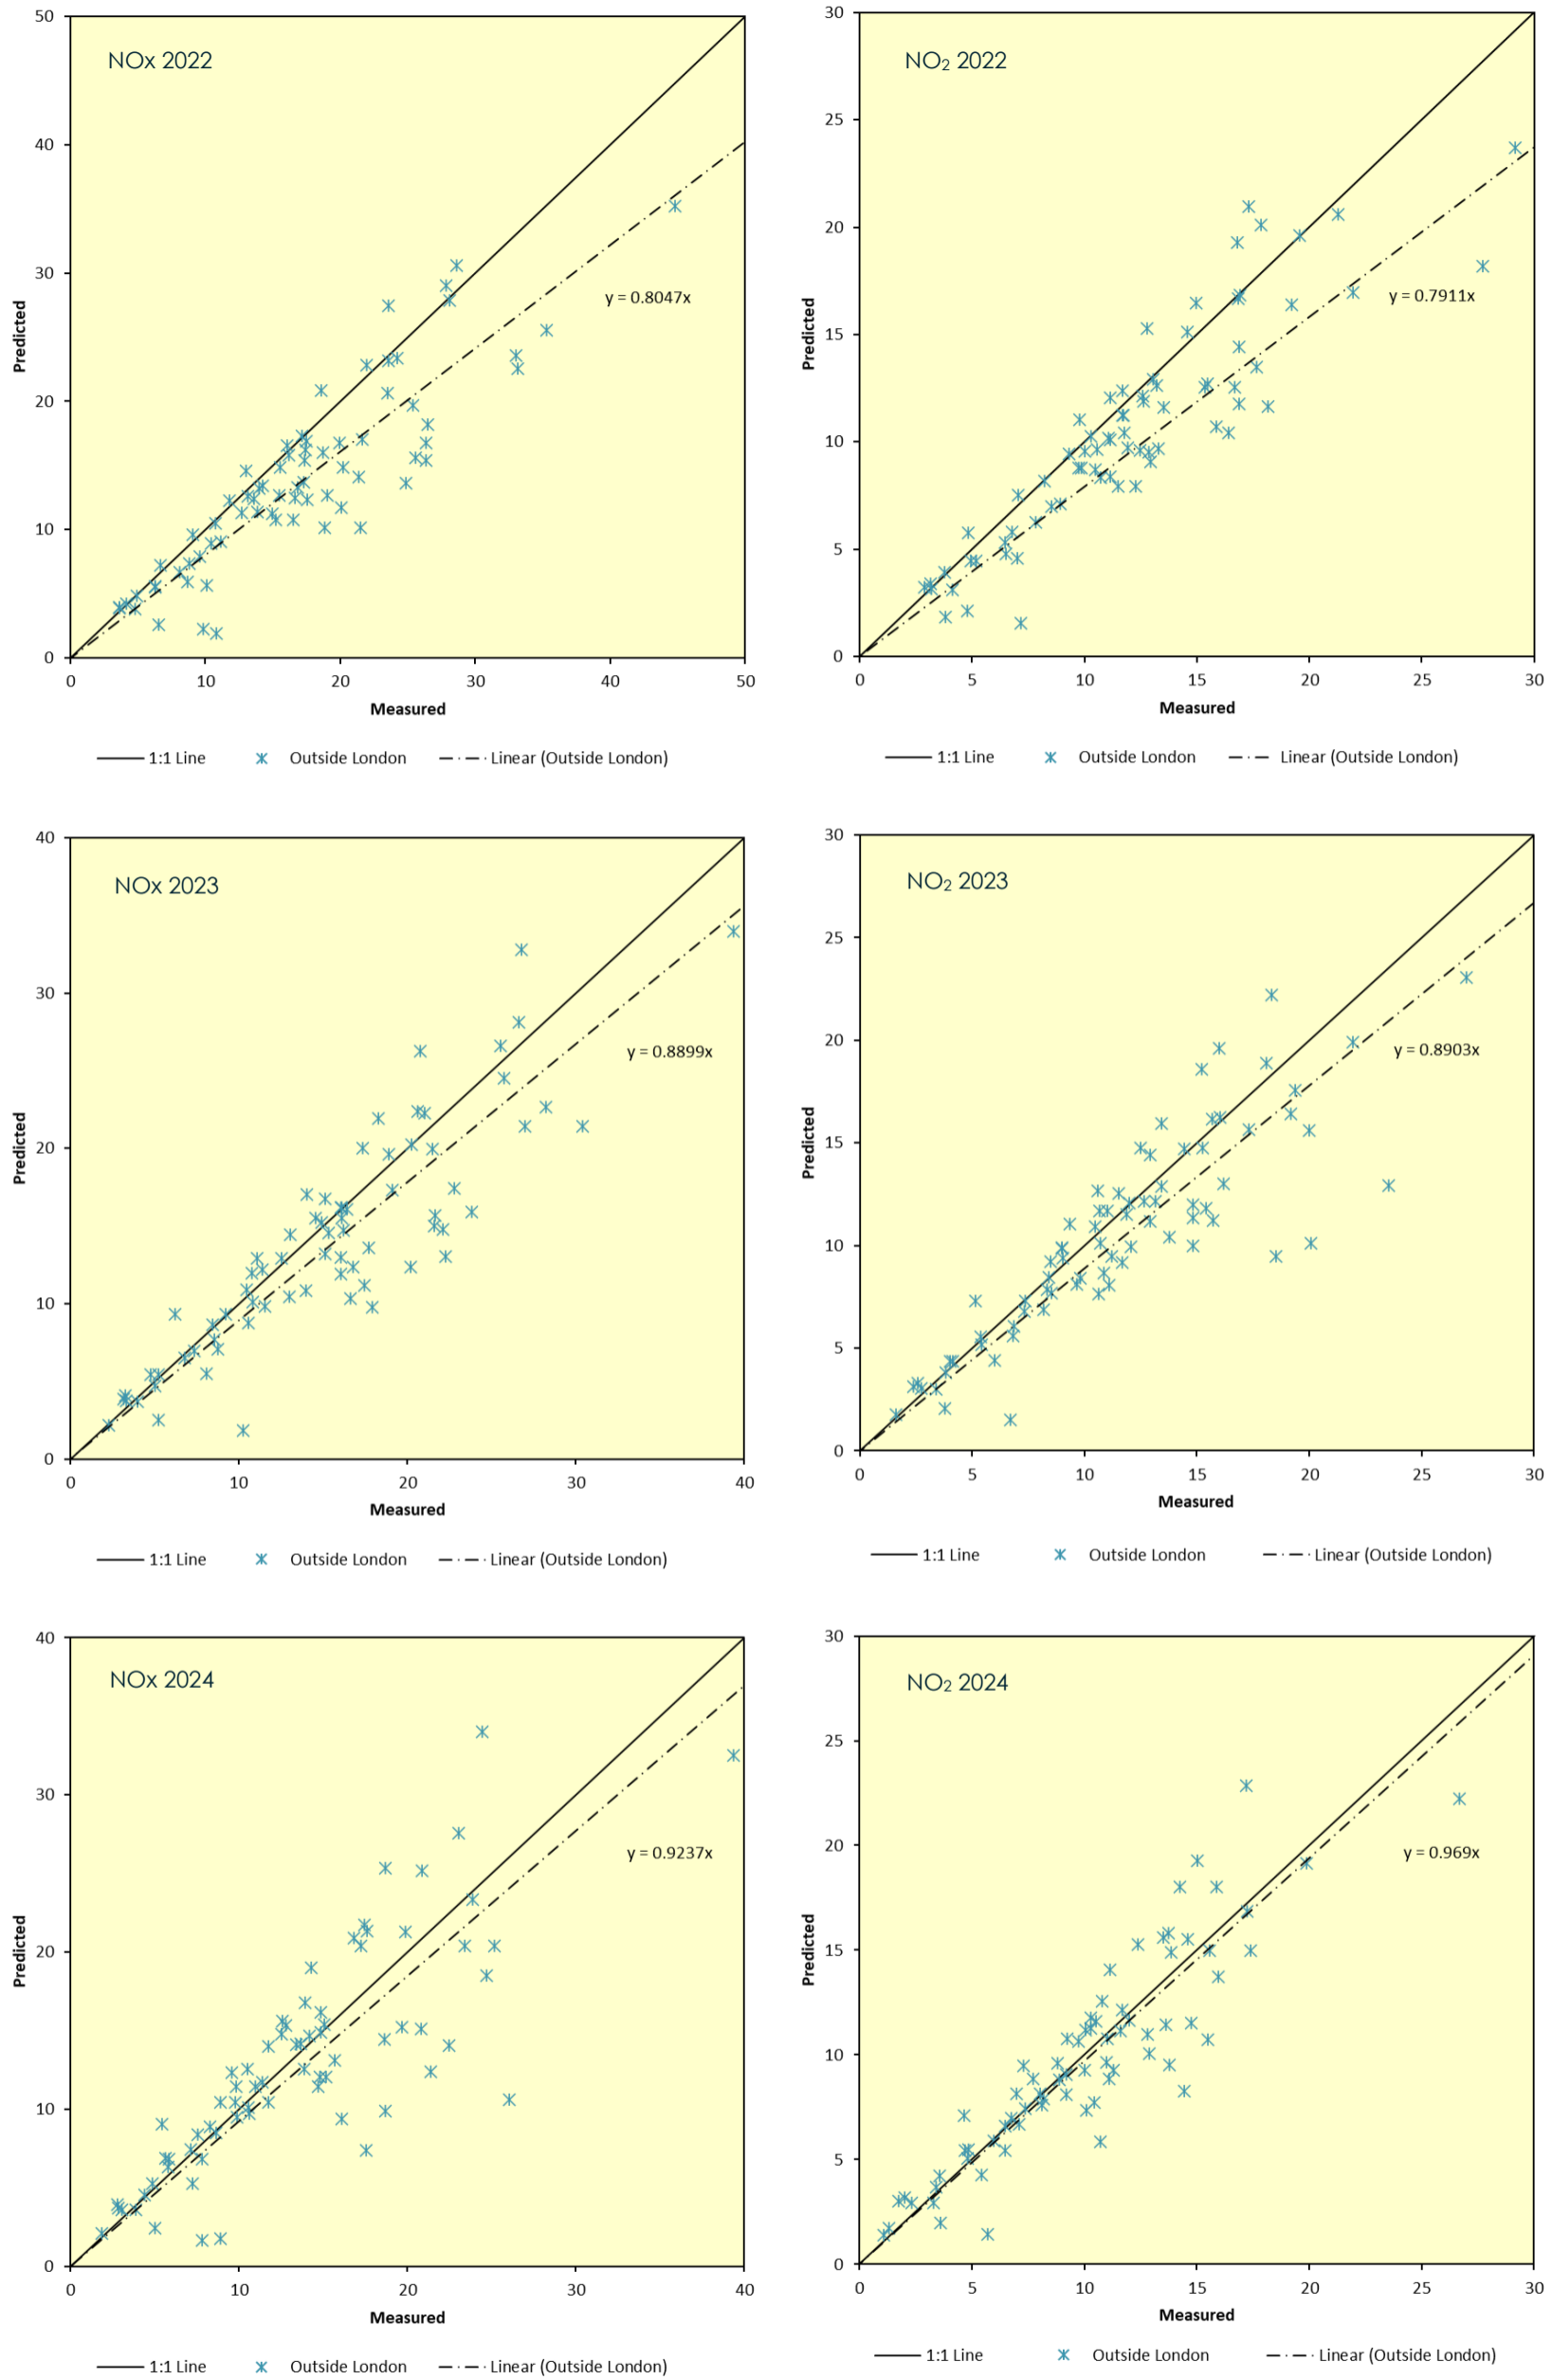 NOx 2022
50
40
30
20
10
0
Predicted
y = 0.8047x
0 10 20 30 40 50
Measured
1:1 Line Outside London Linear (Outside London)
NO₂ 2022
30
25
20
15
10
5
0
Predicted
y = 0.7911x
0 5 10 15 20 25 30
Measured
1:1 Line Outside London Linear (Outside London)
NOx 2023
40
30
20
10
0
Predicted
y = 0.8899x
0 10 20 30 40
Measured
1:1 Line Outside London Linear (Outside London)
NO₂ 2023
30
25
20
15
10
5
0
Predicted
y = 0.8903x
0 5 10 15 20 25 30
Measured
1:1 Line Outside London Linear (Outside London)
NOx 2024
40
30
20
10
0
Predicted
y = 0.9237x
0 10 20 30 40
Measured
1:1 Line Outside London Linear (Outside London)
NO₂ 2024
30
25
20
15
10
5
0
Predicted
y = 0.969x
0 5 10 15 20 25 30
Measured
1:1 Line Outside London Linear (Outside London)